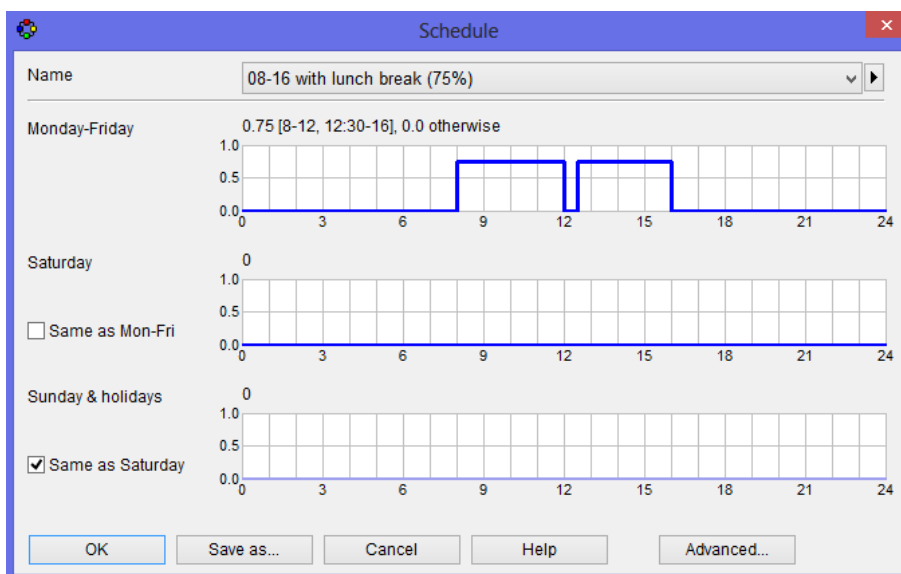 Schedule
Name 08-16 with lunch break (75%)
Monday-Friday 0.75 [8-12, 12:30-16], 0.0 otherwise
1.0
0.5
0.0
0 3 6 9 12 15 18 21 24
Saturday 0
1.0
0.5
Same as Mon-Fri
0.0
0 3 6 9 12 15 18 21 24
Sunday & holidays 0
1.0
0.5
Same as Saturday
0.0
0 3 6 9 12 15 18 21 24
OK Save as... Cancel Help Advanced...